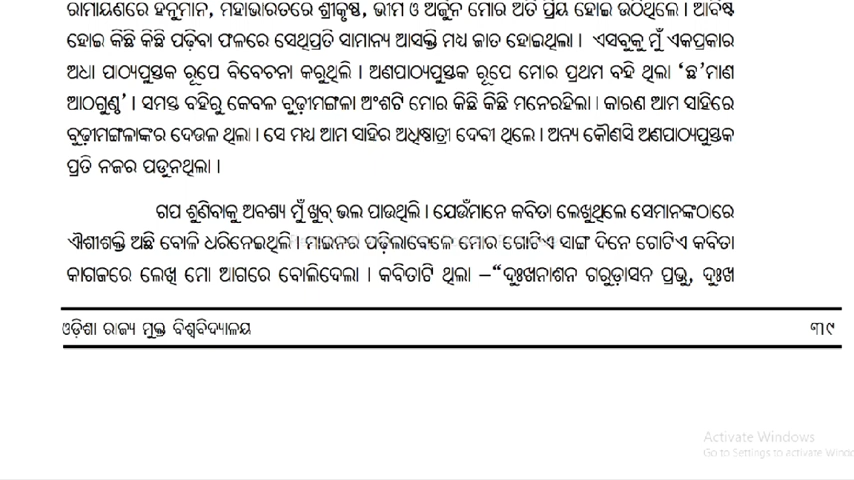 ରାମାୟଣରେ ହନୁମାନ, ମହାଭାରତରେ ଶ୍ରୀକୃଷ୍ଣ, ଭୀମ ଓ ଅର୍ଜୁନ ମୋର ଅତି ପ୍ରିୟ ହୋଇ ଉଠିଥିଲେ । ଆବିଷ୍ଟ
ହୋଇ କିଛି କିଛି ପଢ଼ିବା ଫଳରେ ସେଥିପ୍ରତି ସାମାନ୍ୟ ଆସକ୍ତି ମଧ୍ୟ ଜାତ ହୋଇଥିଲା । ଏସବୁକୁ ମୁଁ ଏକପ୍ରକାର
ଅଧା ପାଠ୍ୟପୁସ୍ତକ ରୂପେ ବିବେଚନା କରୁଥିଲି । ଅଣପାଠ୍ୟପୁସ୍ତକ ରୂପେ ମୋର ପ୍ରଥମ ବହି ଥିଲା ‘ଛ’ମାଣ
ଆଠଗୁଣ୍ଠ’ । ସମସ୍ତ ବହିରୁ କେବଳ ବୁଢ଼ୀମଙ୍ଗଳା ଅଂଶଟି ମୋର କିଛି କିଛି ମନେରହିଲା । କାରଣ ଆମ ସାହିରେ
ବୁଢ଼ୀମଙ୍ଗଳାଙ୍କର ଦେଉଳ ଥିଲା । ସେ ମଧ୍ୟ ଆମ ସାହିର ଅଧିଷ୍ଠାତ୍ରୀ ଦେବୀ ଥିଲେ । ଅନ୍ୟ କୌଣସି ଅଣପାଠ୍ୟପୁସ୍ତକ
ପ୍ରତି ନଜର ପଡୁନଥିଲା ।
ଗପ ଶୁଣିବାକୁ ଅବଶ୍ୟ ମୁଁ ଖୁବ୍ ଭଲ ପାଉଥିଲି । ଯେଉଁମାନେ କବିତା ଲେଖୁଥିଲେ ସେମାନଙ୍କଠାରେ
ଐଶୀଶକ୍ତି ଅଛି ବୋଲି ଧରିନେଇଥିଲି । ମାଇନର ପଢ଼ିଲାବେଳେ ମୋର ଗୋଟିଏ ସାଙ୍ଗ ଦିନେ ଗୋଟିଏ କବିତା
କାଗଜରେ ଲେଖି ମୋ ଆଗରେ ବୋଲିଦେଲା । କବିତାଟି ଥିଲା –“ଦୁଃଖନାଶନ ଗରୁଡ଼ାସନ ପ୍ରଭୁ, ଦୁଃଖ
ଓଡ଼ିଶା ରାଜ୍ୟ ମୁକ୍ତ ବିଶ୍ୱବିଦ୍ୟାଳୟ ୩୯
Activate Windows
Go to Settings to activate Windo